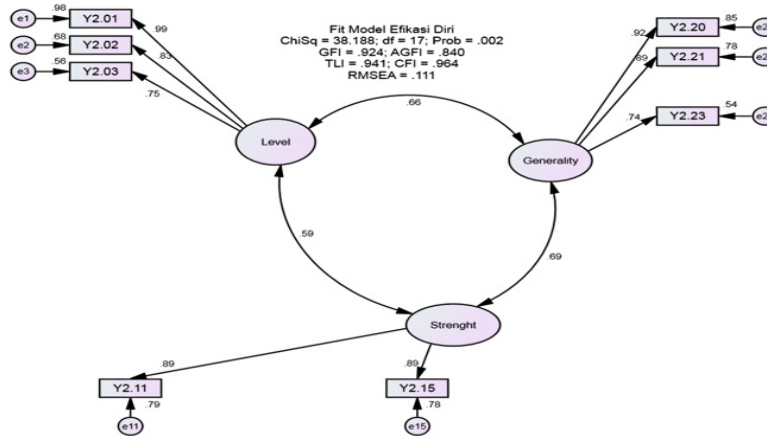 Fit Model Efikasi Diri
ChiSq = 38.188; df = 17; Prob = .002
GFI = .924; AGFI = .840
TLI = .941; CFI = .964
RMSEA = .111
e1
.98
Y2.01
.99
e2
.68
Y2.02
.83
e3
.56
Y2.03
.75
.92
Y2.20
.85
e2
.89
Y2.21
.78
e2
.74
Y2.23
.54
e2
.66
Level
Generality
.59
.69
Strenght
.89
.89
Y2.11
Y2.15
.79
.78
e11
e15